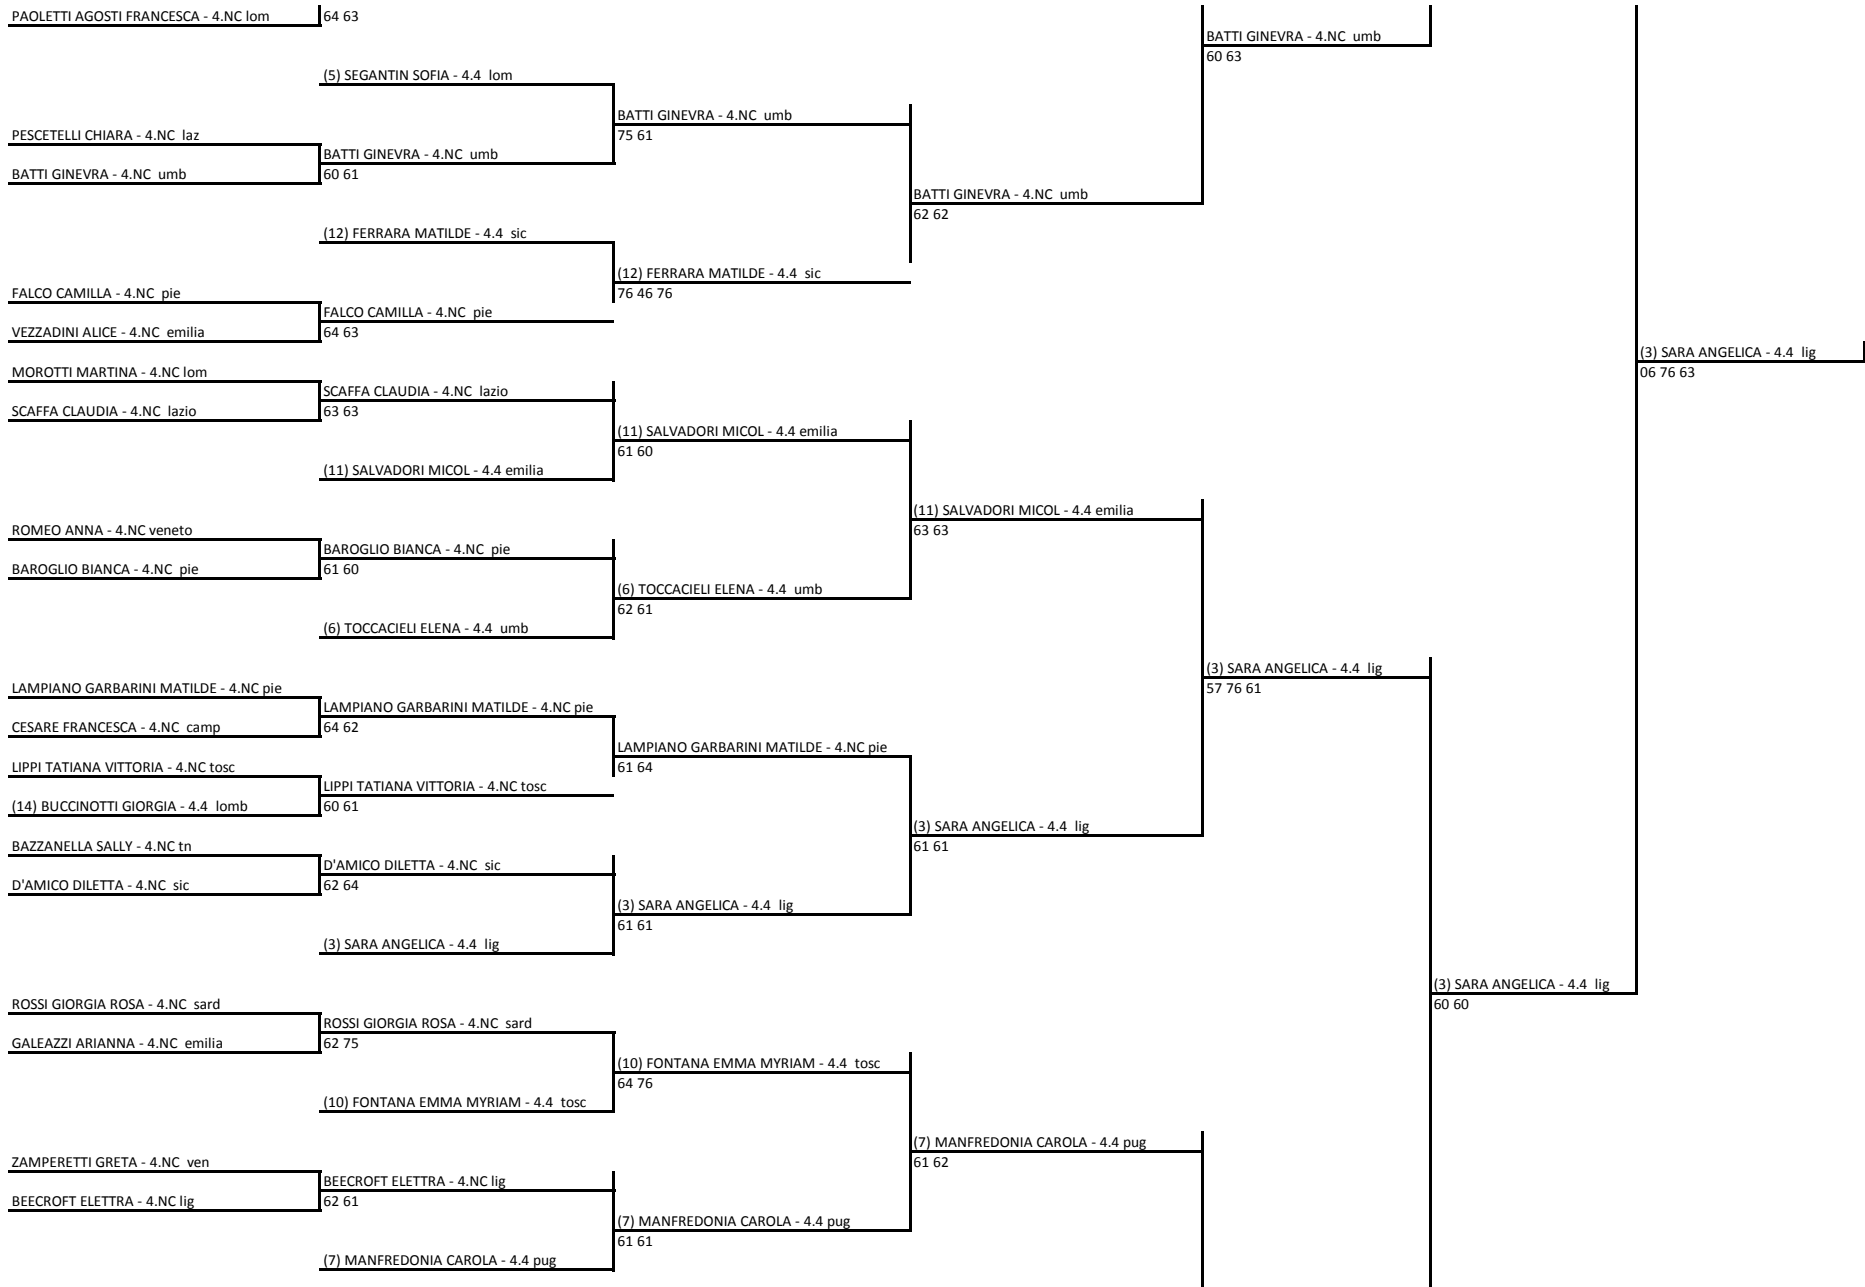 PAOLETTI AGOSTI FRANCESCA - 4.NC lom
64 63
BATTI GINEVRA - 4.NC umb
60 63
(5) SEGANTIN SOFIA - 4.4 lom
BATTI GINEVRA - 4.NC umb
75 61
PESCETELLI CHIARA - 4.NC laz
BATTI GINEVRA - 4.NC umb
60 61
BATTI GINEVRA - 4.NC umb
BATTI GINEVRA - 4.NC umb
62 62
(12) FERRARA MATILDE - 4.4 sic
(12) FERRARA MATILDE - 4.4 sic
76 46 76
FALCO CAMILLA - 4.NC pie
FALCO CAMILLA - 4.NC pie
64 63
VEZZADINI ALICE - 4.NC emilia
(3) SARA ANGELICA - 4.4 lig
06 76 63
MOROTTI MARTINA - 4.NC lom
SCAFFA CLAUDIA - 4.NC lazio
63 63
SCAFFA CLAUDIA - 4.NC lazio
(11) SALVADORI MICOL - 4.4 emilia
61 60
(11) SALVADORI MICOL - 4.4 emilia
(11) SALVADORI MICOL - 4.4 emilia
63 63
ROMEO ANNA - 4.NC veneto
BAROGLIO BIANCA - 4.NC pie
61 60
BAROGLIO BIANCA - 4.NC pie
(6) TOCCACIELI ELENA - 4.4 umb
62 61
(6) TOCCACIELI ELENA - 4.4 umb
(3) SARA ANGELICA - 4.4 lig
57 76 61
LAMPIANO GARBARINI MATILDE - 4.NC pie
LAMPIANO GARBARINI MATILDE - 4.NC pie
64 62
CESARE FRANCESCA - 4.NC camp
LAMPIANO GARBARINI MATILDE - 4.NC pie
61 64
LIPPI TATIANA VITTORIA - 4.NC tosc
LIPPI TATIANA VITTORIA - 4.NC tosc
60 61
(14) BUCCINOTTI GIORGIA - 4.4 lomb
(3) SARA ANGELICA - 4.4 lig
61 61
BAZZANELLA SALLY - 4.NC tn
D'AMICO DILETTA - 4.NC sic
62 64
D'AMICO DILETTA - 4.NC sic
(3) SARA ANGELICA - 4.4 lig
61 61
(3) SARA ANGELICA - 4.4 lig
(3) SARA ANGELICA - 4.4 lig
60 60
ROSSI GIORGIA ROSA - 4.NC sard
ROSSI GIORGIA ROSA - 4.NC sard
62 75
GALEAZZI ARIANNA - 4.NC emilia
(10) FONTANA EMMA MYRIAM - 4.4 tosc
64 76
(10) FONTANA EMMA MYRIAM - 4.4 tosc
(7) MANFREDONIA CAROLA - 4.4 pug
61 62
ZAMPERETTI GRETA - 4.NC ven
BEECROFT ELETTRA - 4.NC lig
62 61
BEECROFT ELETTRA - 4.NC lig
(7) MANFREDONIA CAROLA - 4.4 pug
61 61
(7) MANFREDONIA CAROLA - 4.4 pug